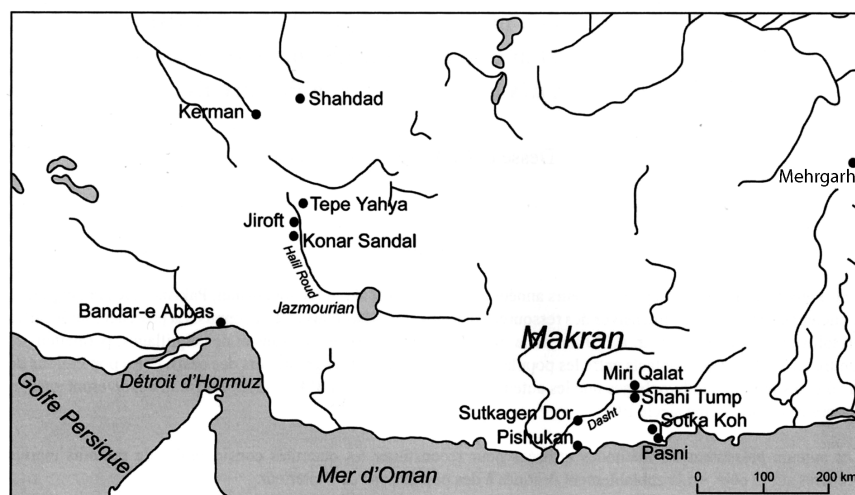 Shahdad
Kerman
Mehrgarh
Tepe Yahya
Jiroft
Konar Sandal
Halil Roud
Jazmourian
Bandar-e Abbas
Makran
Détroit d'Hormuz
Miri Qalat
Shahi Tump
Golfe Persique
Sutkagen Dor
Dasht
Sotka Koh
Pishukan
Pasni
Mer d'Oman
0 100 200 km